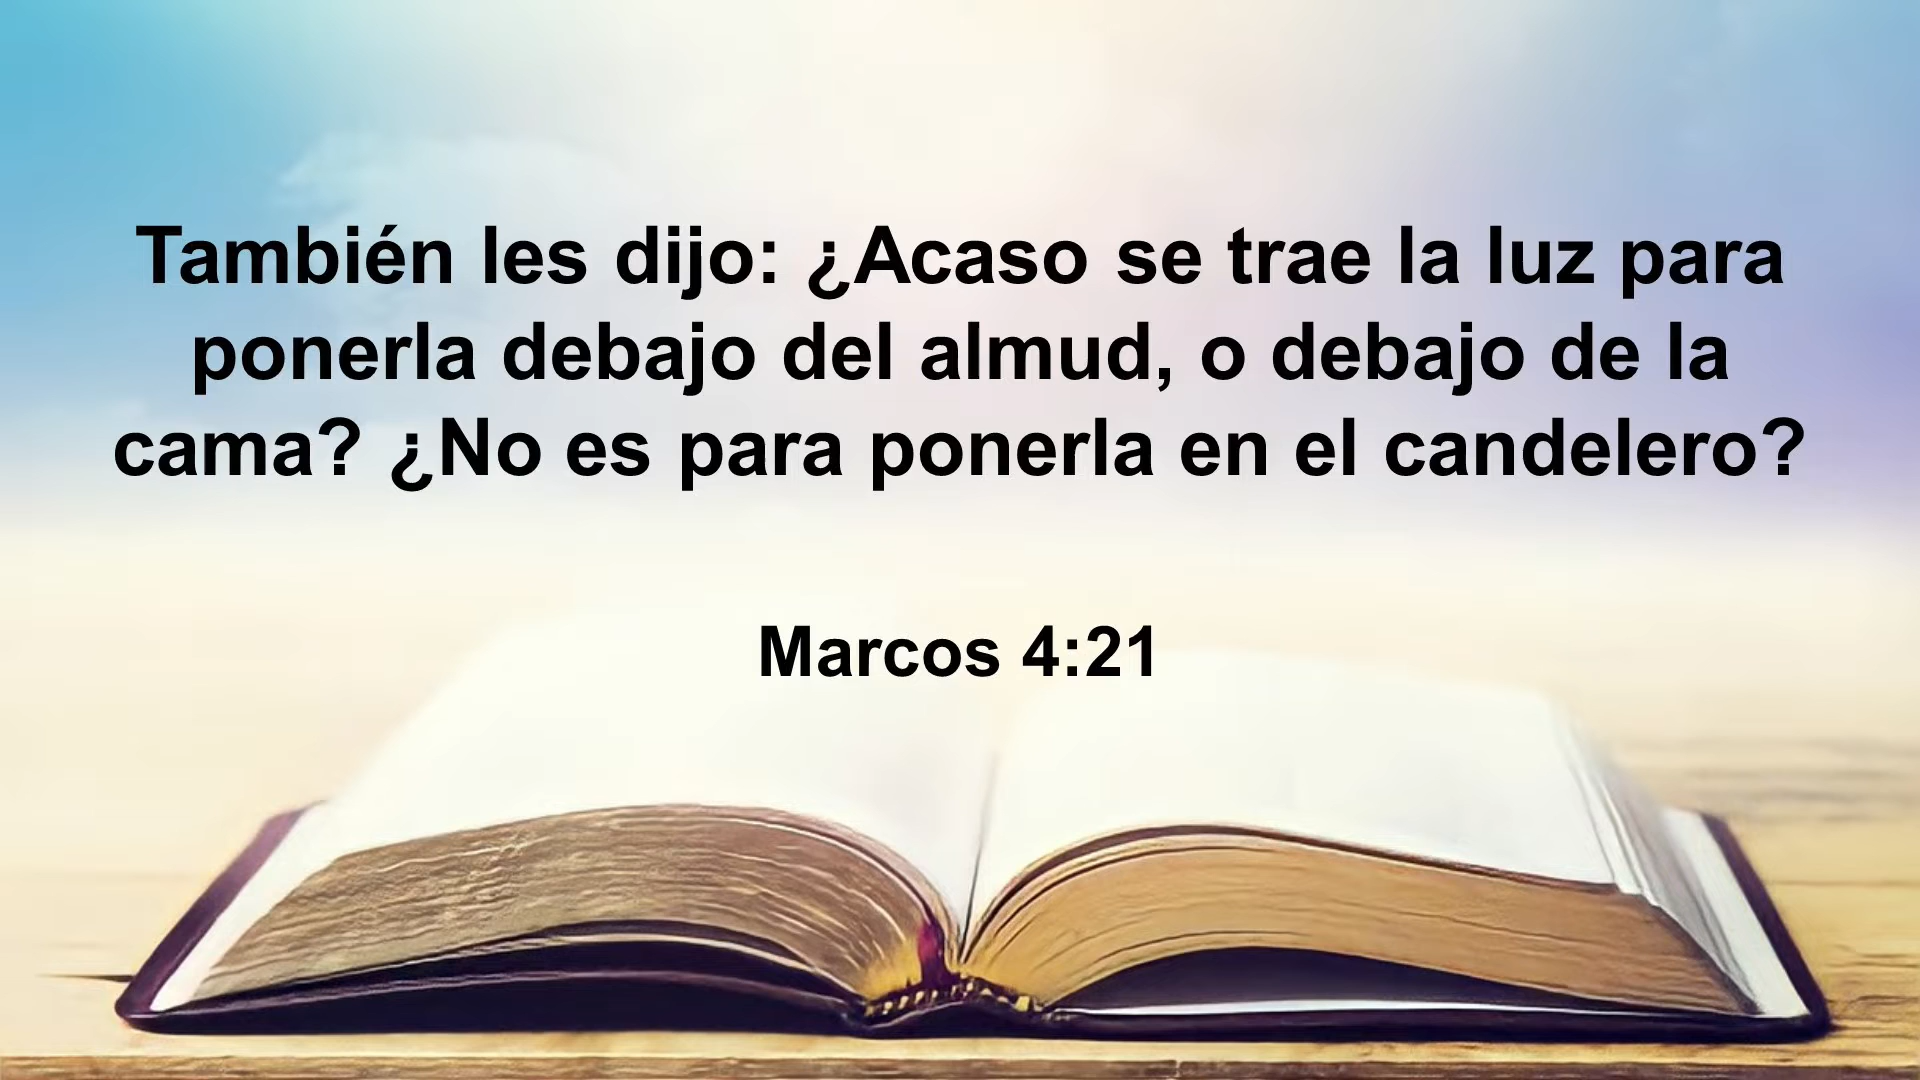 También les dijo: ¿Acaso se trae la luz para
ponerla debajo del almud, o debajo de la
cama? ¿No es para ponerla en el candelero?
Marcos 4:21